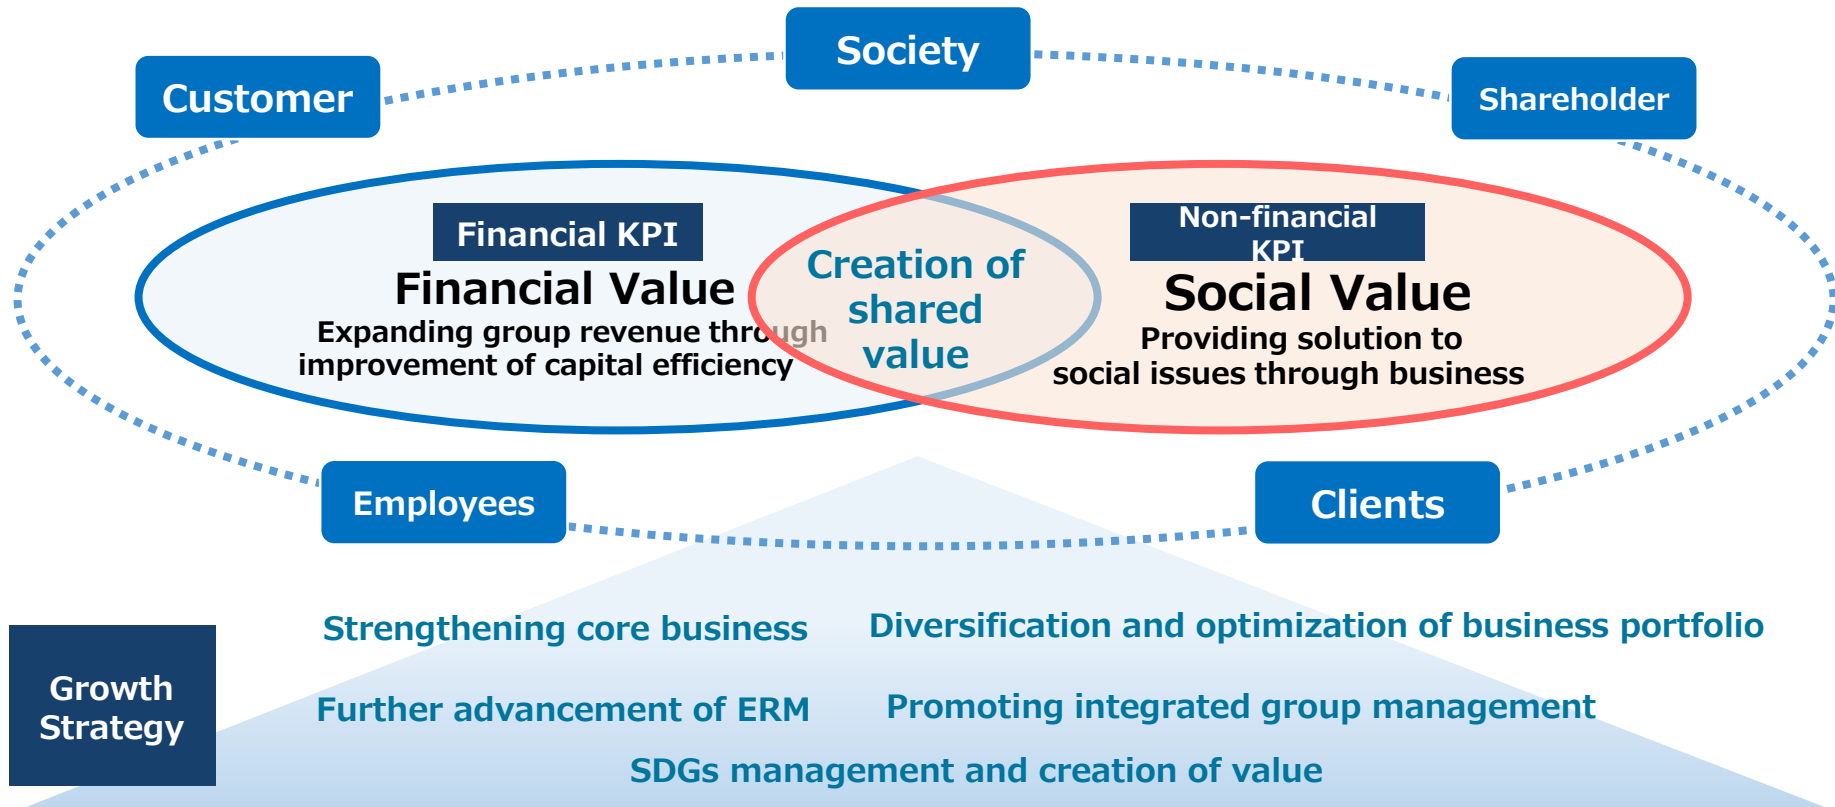 Society
Customer
Shareholder
Financial KPI
Financial Value
Expanding group revenue through
improvement of capital efficiency
Creation of
shared
value
Non-financial
KPI
Social Value
Providing solution to
social issues through business
Employees
Clients
Growth
Strategy
Strengthening core business
Diversification and optimization of business portfolio
Further advancement of ERM
Promoting integrated group management
SDGs management and creation of value